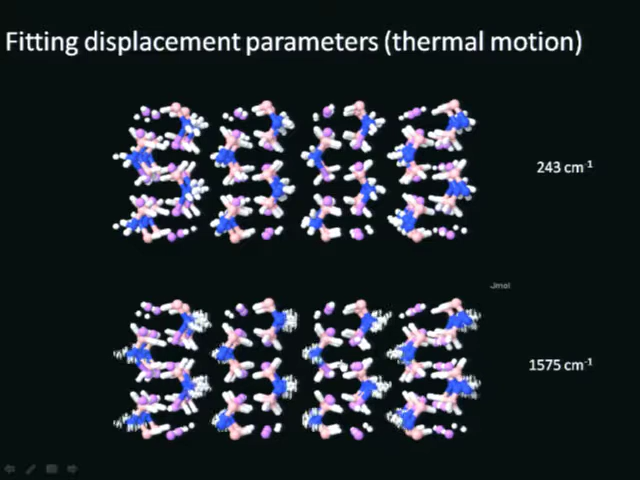 Fitting displacement parameters (thermal motion)
243 cm-1
Jmol
1575 cm-1